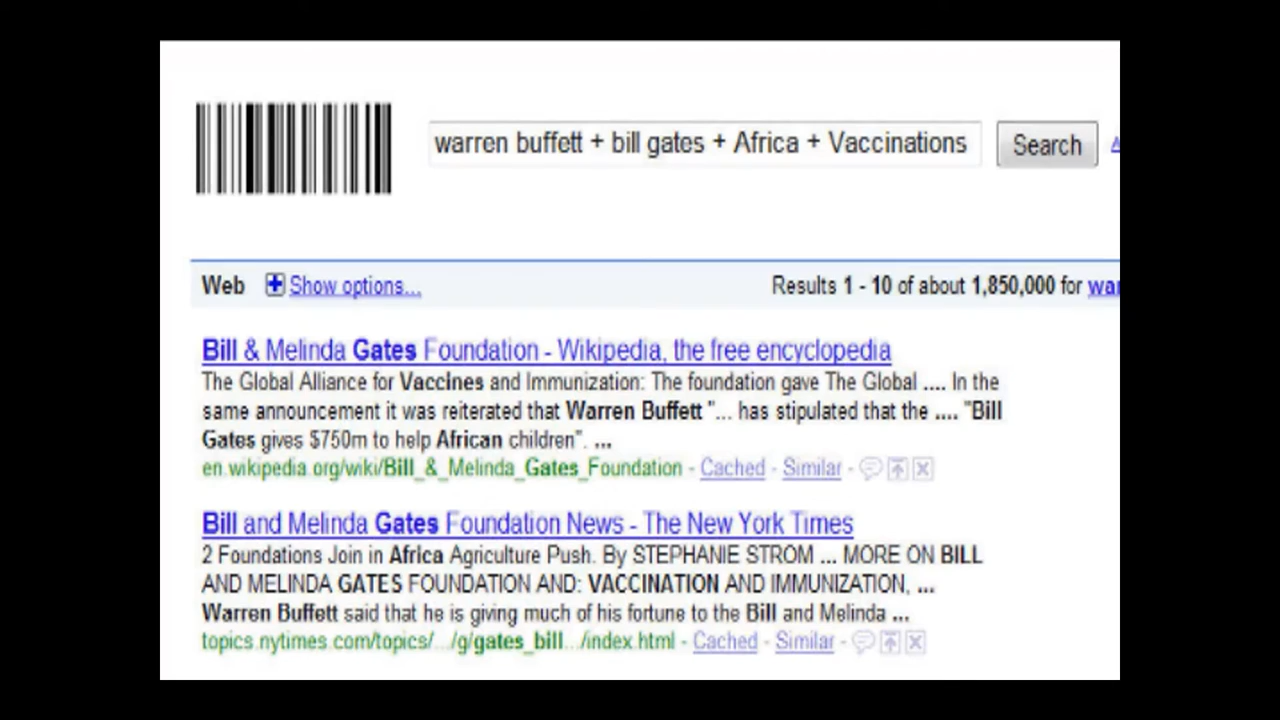 warren buffett + bill gates + Africa + Vaccinations
Search
Web Show options... Results 1 - 10 of about 1,850,000 for
Bill & Melinda Gates Foundation - Wikipedia, the free encyclopedia
The Global Alliance for Vaccines and Immunization: The foundation gave The Global .... In the
same announcement it was reiterated that Warren Buffett "... has stipulated that the .... "Bill
Gates gives $750m to help African children". ...
en.wikipedia.org/wiki/Bill_&_Melinda_Gates_Foundation - Cached - Similar -
Bill and Melinda Gates Foundation News - The New York Times
2 Foundations Join in Africa Agriculture Push. By STEPHANIE STROM ... MORE ON BILL
AND MELINDA GATES FOUNDATION AND: VACCINATION AND IMMUNIZATION, ...
Warren Buffett said that he is giving much of his fortune to the Bill and Melinda ...
topics.nytimes.com/topics/.../g/gates_bill.../index.html - Cached - Similar -